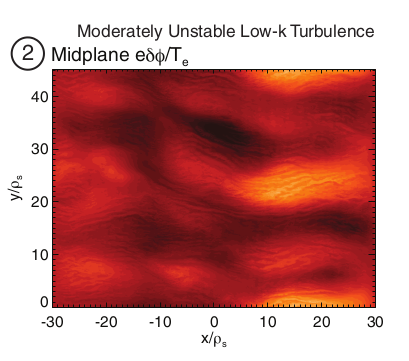 Moderately Unstable Low-k Turbulence
2 Midplane eδϕ/Te
40
30
20
10
0
y/ρs
-30 -20 -10 0 10 20 30
x/ρs